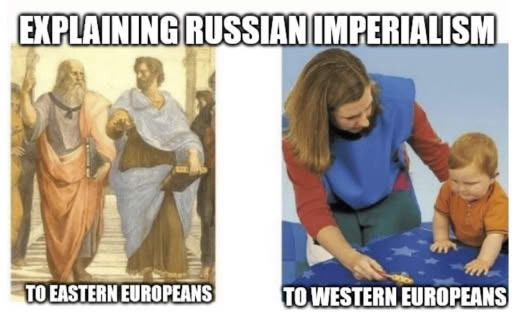 EXPLAINING RUSSIAN IMPERIALISM
TO EASTERN EUROPEANS
TO WESTERN EUROPEANS